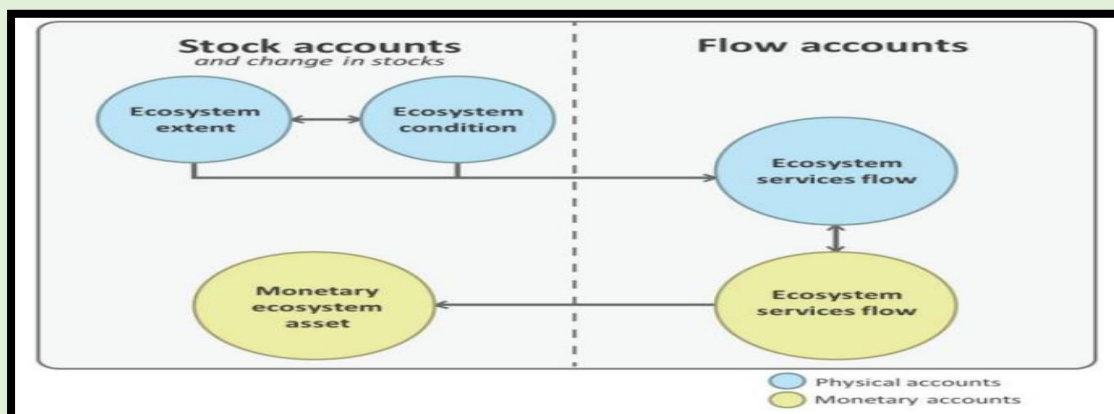 Stock accounts
and change in stocks
Flow accounts
Ecosystem
extent
Ecosystem
condition
Ecosystem
services flow
Monetary
ecosystem
asset
Ecosystem
services flow
Physical accounts
Monetary accounts